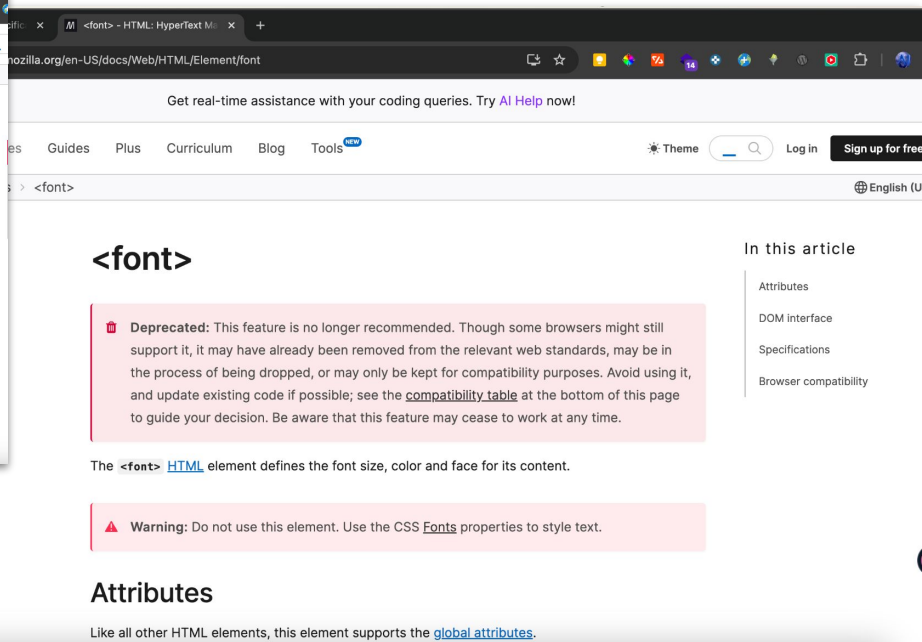 cific
<font> - HTML: HyperText Ma
mozilla.org/en-US/docs/Web/HTML/Element/font
14
Get real-time assistance with your coding queries. Try AI Help now!
es Guides Plus Curriculum Blog Tools NEW Theme Log in Sign up for free
s > <font> English (U
<font>
In this article
Attributes
DOM interface
Specifications
Browser compatibility
Deprecated: This feature is no longer recommended. Though some browsers might still
support it, it may have already been removed from the relevant web standards, may be in
the process of being dropped, or may only be kept for compatibility purposes. Avoid using it,
and update existing code if possible; see the compatibility table at the bottom of this page
to guide your decision. Be aware that this feature may cease to work at any time.
The <font> HTML element defines the font size, color and face for its content.
Warning: Do not use this element. Use the CSS Fonts properties to style text.
Attributes
Like all other HTML elements, this element supports the global attributes.